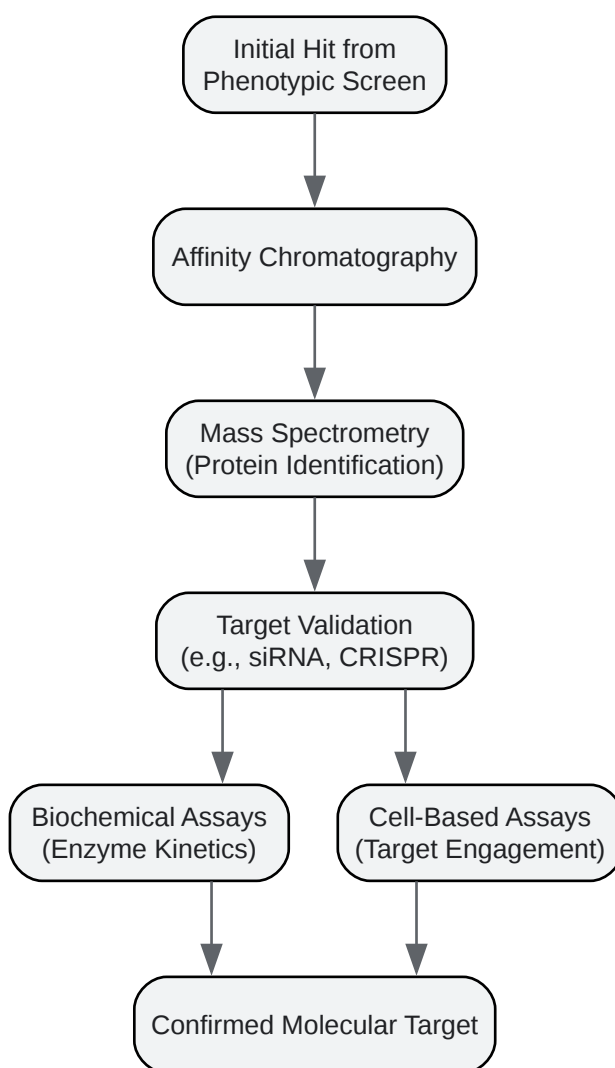 Initial Hit from
Phenotypic Screen
Affinity Chromatography
Mass Spectrometry
(Protein Identification)
Target Validation
(e.g., siRNA, CRISPR)
Biochemical Assays
(Enzyme Kinetics)
Cell-Based Assays
(Target Engagement)
Confirmed Molecular Target